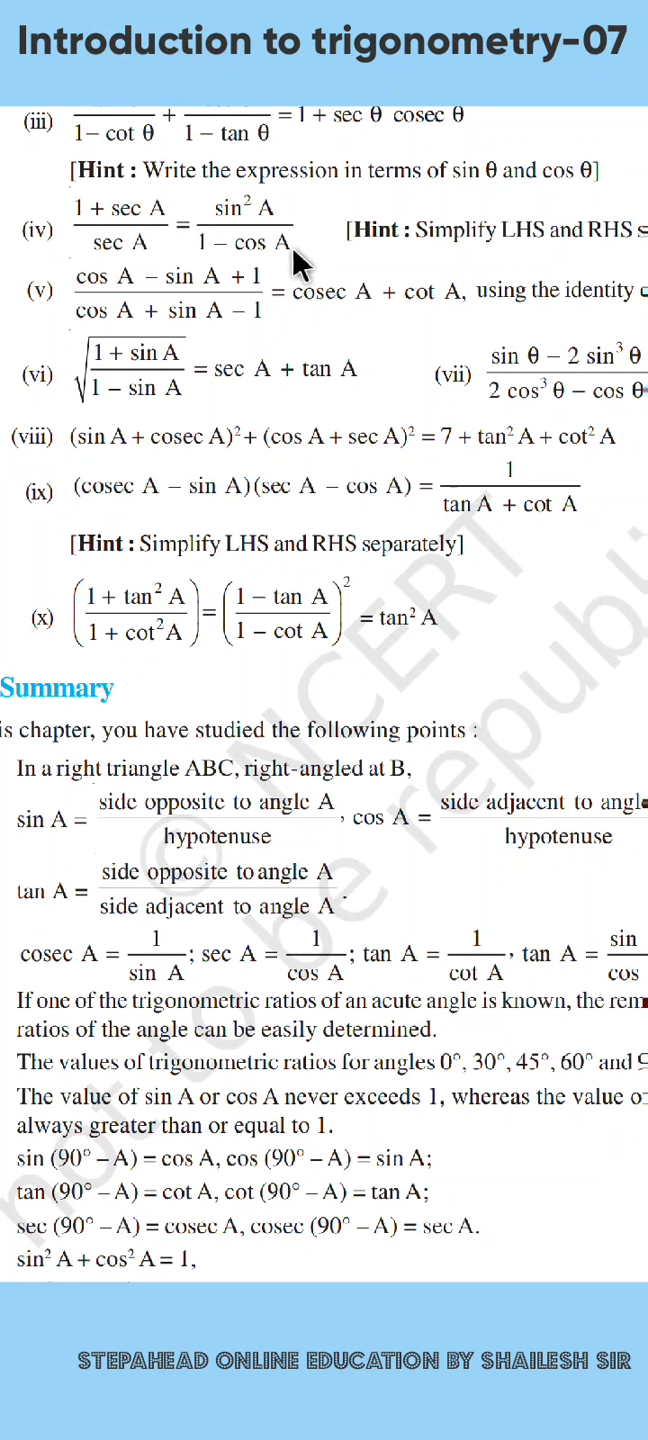 Introduction to trigonometry-07
(iii) ───── + ───── = 1 + sec θ cosec θ
1 – cot θ 1 – tan θ
[Hint : Write the expression in terms of sin θ and cos θ]
(iv) (1 + sec A)/(sec A) = (sin² A)/(1 – cos A) [Hint : Simplify LHS and RHS s
(v) (cos A – sin A + 1)/(cos A + sin A – 1) = cosec A + cot A, using the identity c
(vi) √((1 + sin A)/(1 – sin A)) = sec A + tan A (vii) (sin θ – 2 sin³ θ)/(2 cos³ θ – cos θ)
(viii) (sin A + cosec A)² + (cos A + sec A)² = 7 + tan² A + cot² A
(ix) (cosec A – sin A)(sec A – cos A) = 1/(tan A + cot A)
[Hint : Simplify LHS and RHS separately]
(x) ((1 + tan² A)/(1 + cot² A)) = ((1 – tan A)/(1 – cot A))² = tan² A
Summary
is chapter, you have studied the following points :
In a right triangle ABC, right-angled at B,
sin A = (side opposite to angle A)/(hypotenuse), cos A = (side adjacent to angle)/(hypotenuse)
tan A = (side opposite to angle A)/(side adjacent to angle A).
cosec A = 1/(sin A); sec A = 1/(cos A); tan A = 1/(cot A), tan A = sin/cos
If one of the trigonometric ratios of an acute angle is known, the rem
ratios of the angle can be easily determined.
The values of trigonometric ratios for angles 0°, 30°, 45°, 60° and 9
The value of sin A or cos A never exceeds 1, whereas the value o
always greater than or equal to 1.
sin (90° – A) = cos A, cos (90° – A) = sin A;
tan (90° – A) = cot A, cot (90° – A) = tan A;
sec (90° – A) = cosec A, cosec (90° – A) = sec A.
sin² A + cos² A = 1,
© NCERT
not to be republi
STEPAHEAD ONLINE EDUCATION BY SHAILESH SIR